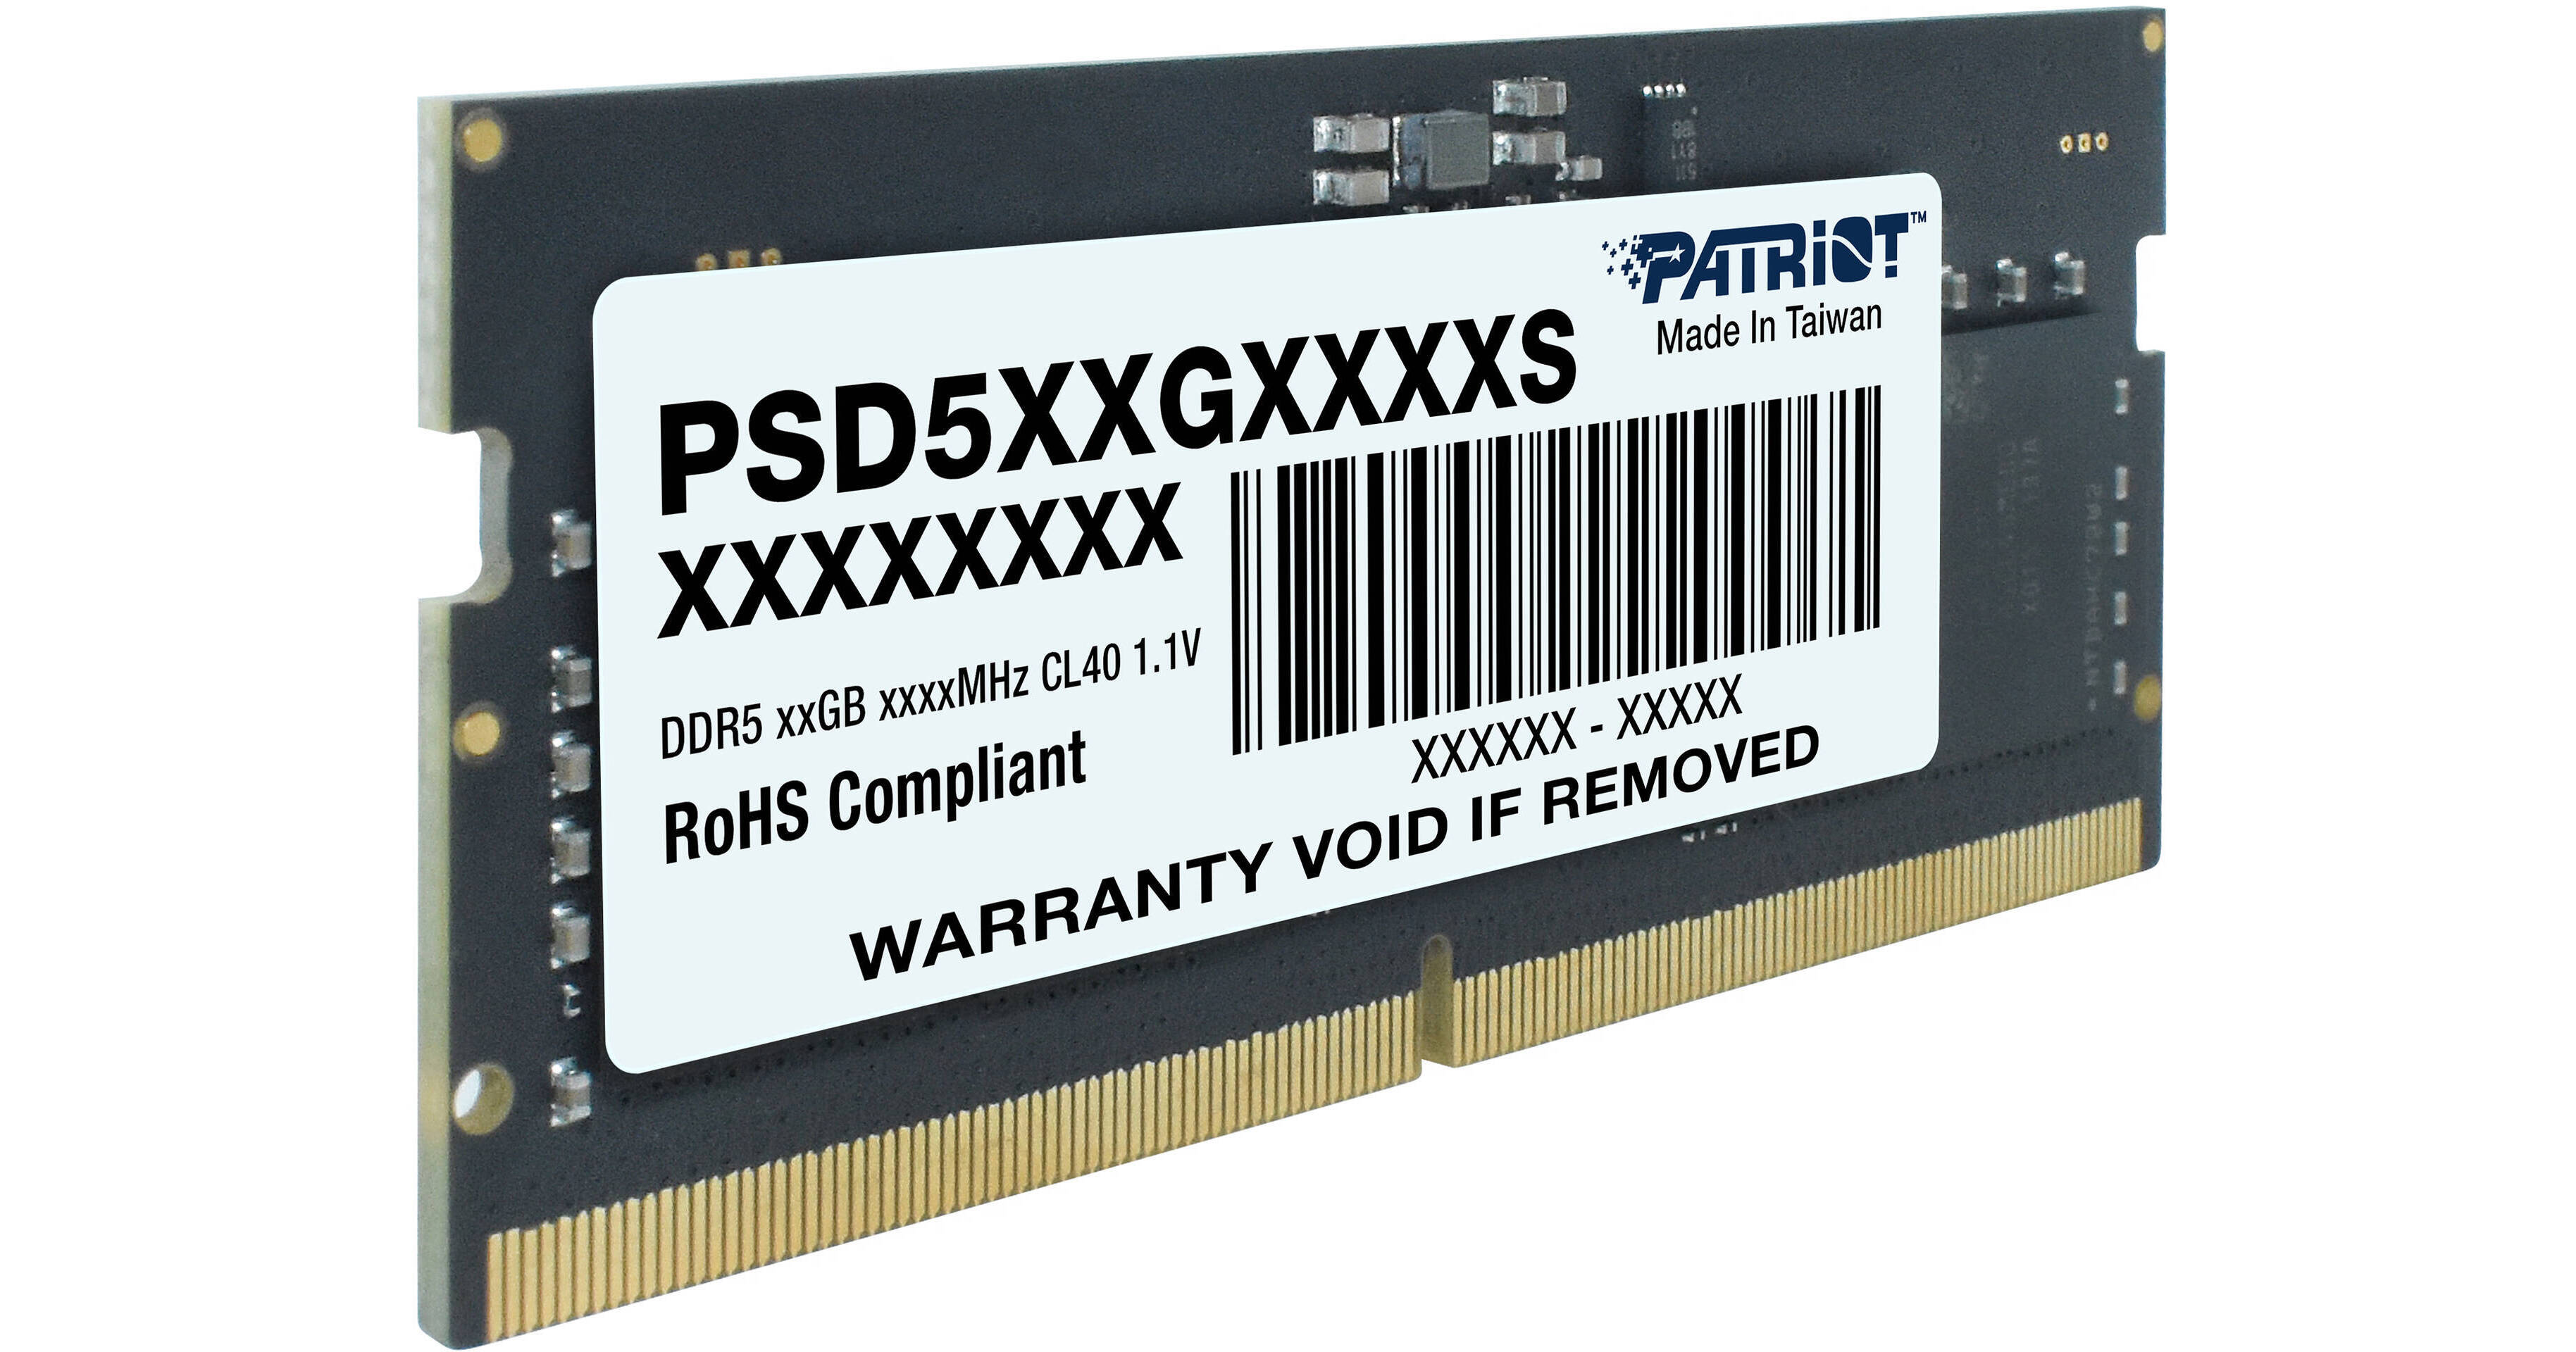 PATRIOT™
Made In Taiwan
PSD5XXGXXXXS
XXXXXXXX
DDR5 xxGB xxxxMHz CL40 1.1V
RoHS Compliant
XXXXXX - XXXXX
WARRANTY VOID IF REMOVED